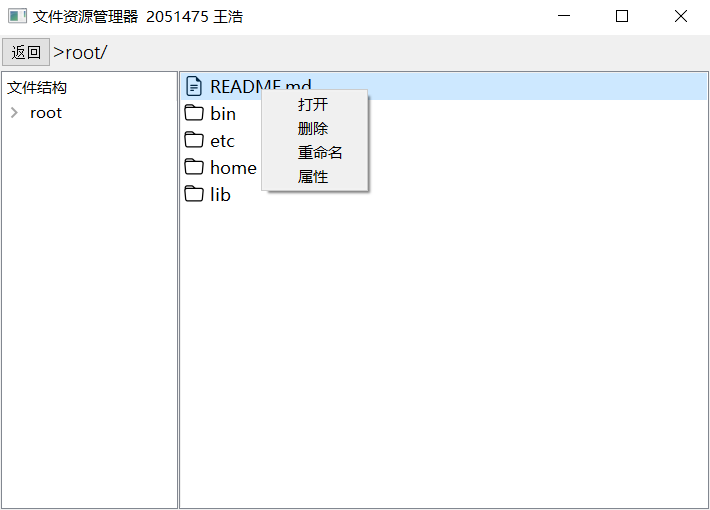 文件资源管理器 2051475 王浩
返回 >root/
文件结构
root
README.md
bin
etc
home
lib
打开
删除
重命名
属性